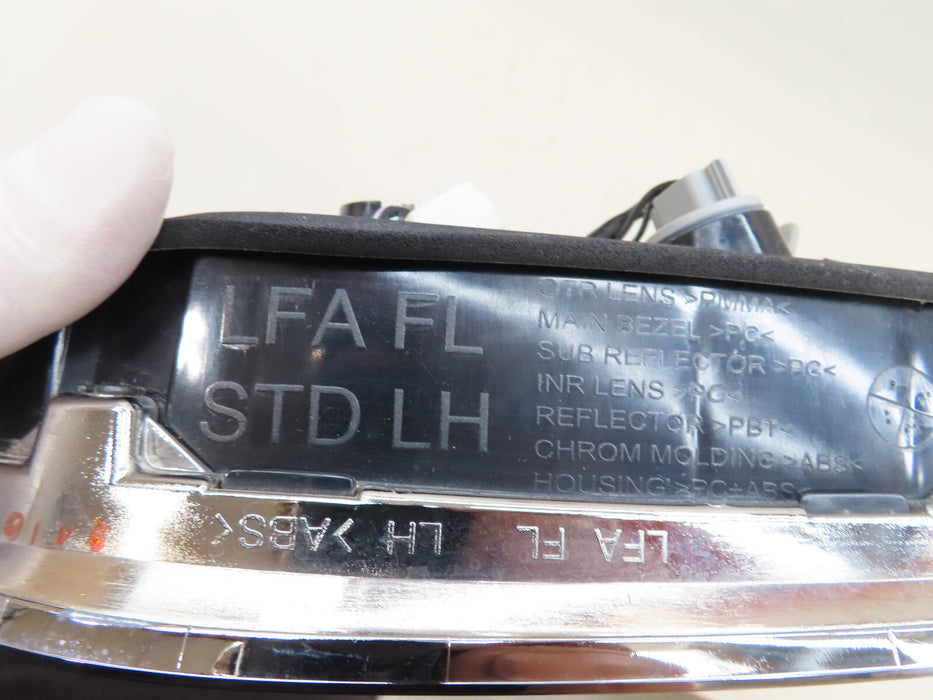 LFA FL
STD LH
OTR LENS >PMMA<
MAIN BEZEL >PC<
SUB REFLECTOR >PC<
INR LENS >PC<
REFLECTOR >PBT<
CHROM MOLDING >ABS<
HOUSING >PC+ABS<
LFA FL LH >ABS<